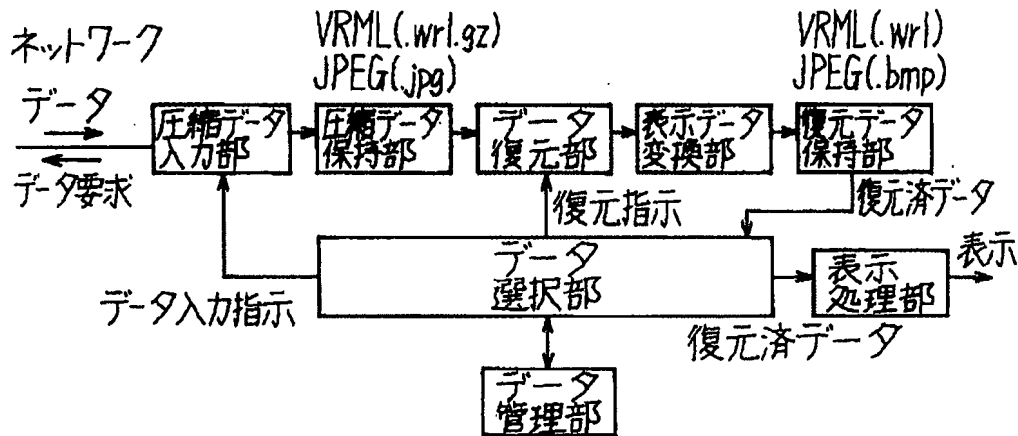 ネットワーク
VRML(.wrl.gz)
JPEG(.jpg)
VRML(.wrl)
JPEG(.bmp)
データ
データ要求
圧縮データ
入力部
圧縮データ
保持部
データ
復元部
表示データ
変換部
復元データ
保持部
復元指示
復元済データ
データ入力指示
データ
選択部
表示
処理部
表示
復元済データ
データ
管理部